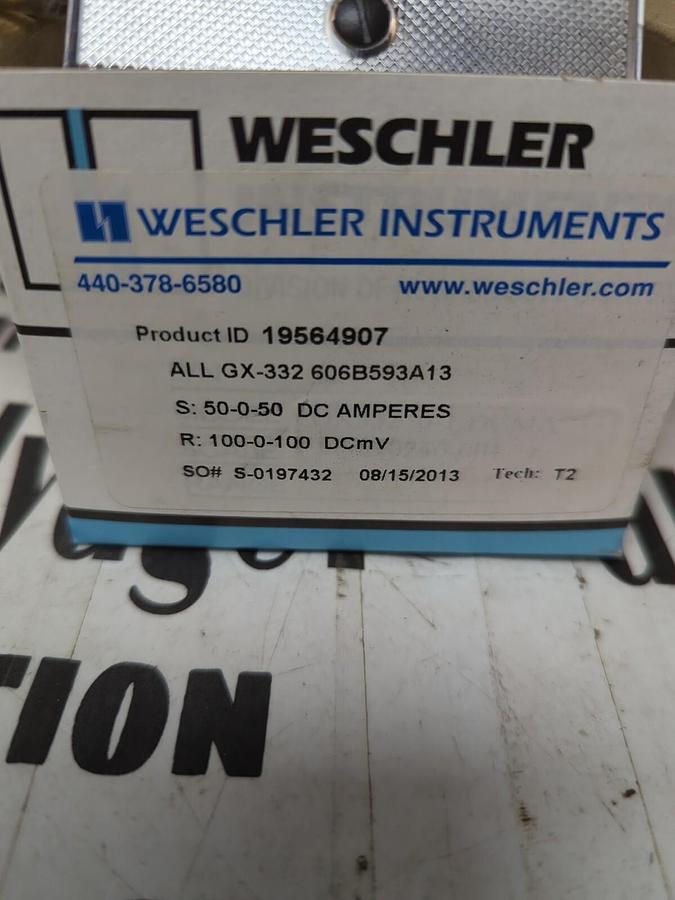 WESCHLER
WESCHLER INSTRUMENTS
440-378-6580 www.weschler.com
Product ID 19564907
ALL GX-332 606B593A13
S: 50-0-50 DC AMPERES
R: 100-0-100 DCmV
SO# S-0197432 08/15/2013 Tech: T2
TION